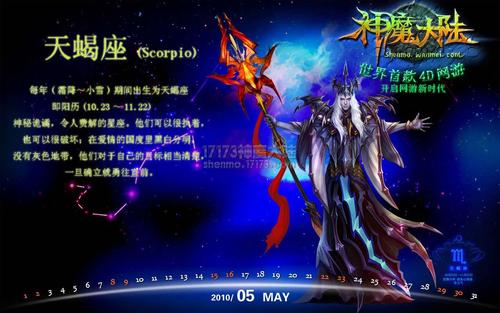 天蝎座 (Scorpio)
每年（霜降～小雪）期间出生为天蝎座
即阳历（10.23 ～11.22）
神秘诡谲，令人费解的星座。他们可以很执着，
也可以很破坏；在爱情的国度里黑白分明，
没有灰色地带，他们对于自己的目标相当清楚，
一旦确立就勇往直前。
神魔大陆
Shenmo.wanmei.com
世界首款4D网游
开启网游新时代
17173神魔大陆
shenmo.17173.com
天蝎座
1 2 3 4 5 6 7 8 9 10 11 12 13 14 15 16 17 18 19 20 21 22 23 24 25 26 27 28 29 30 31
2010/ 05 MAY